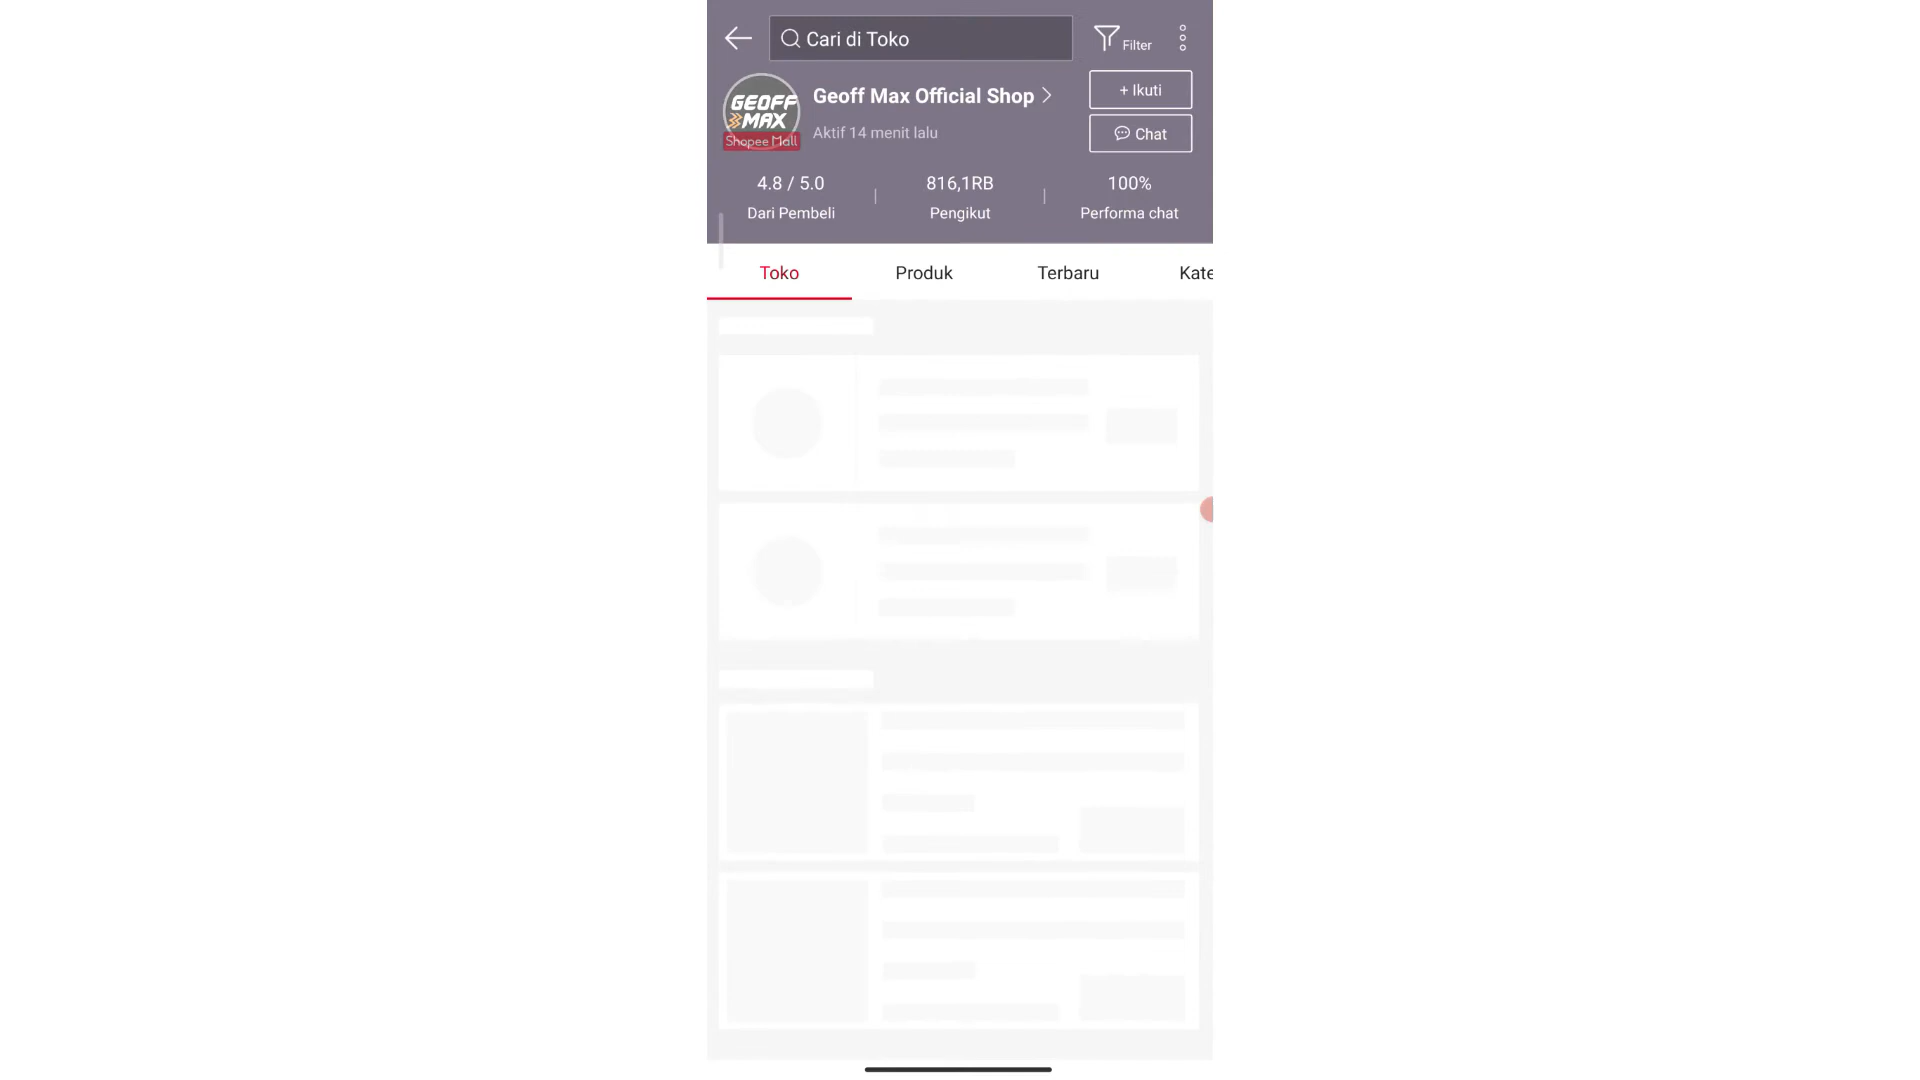 Cari di Toko
Filter
GEOFF
MAX
Shopee Mall
Geoff Max Official Shop
Aktif 14 menit lalu
+ Ikuti
Chat
4.8 / 5.0
Dari Pembeli
816,1RB
Pengikut
100%
Performa chat
Toko
Produk
Terbaru
Kate